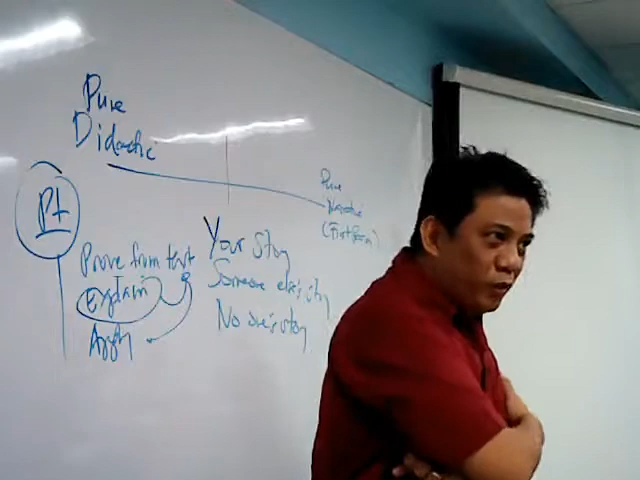 Pure
Didactic
Pure
Narrative
(First Person)
Pt
Prove from text
Explain
Apply
Your Story
Someone else's story
No one's story